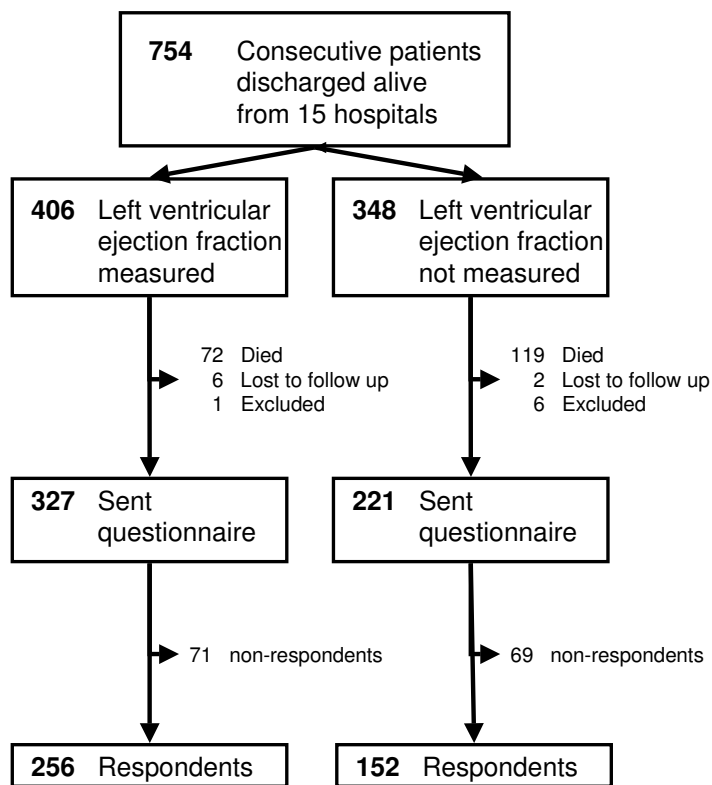 754 Consecutive patients
discharged alive
from 15 hospitals
406 Left ventricular
ejection fraction
measured
348 Left ventricular
ejection fraction
not measured
72 Died
6 Lost to follow up
1 Excluded
119 Died
2 Lost to follow up
6 Excluded
327 Sent
questionnaire
221 Sent
questionnaire
71 non-respondents
69 non-respondents
256 Respondents
152 Respondents